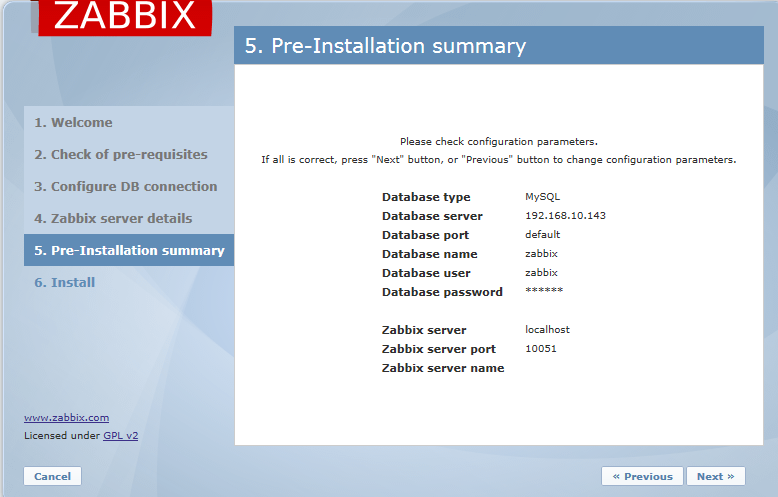 ZABBIX
5. Pre-Installation summary
1. Welcome
2. Check of pre-requisites
3. Configure DB connection
4. Zabbix server details
5. Pre-Installation summary
6. Install
Please check configuration parameters.
If all is correct, press "Next" button, or "Previous" button to change configuration parameters.
Database type MySQL
Database server 192.168.10.143
Database port default
Database name zabbix
Database user zabbix
Database password ******
Zabbix server localhost
Zabbix server port 10051
Zabbix server name
www.zabbix.com
Licensed under GPL v2
Cancel
« Previous
Next »